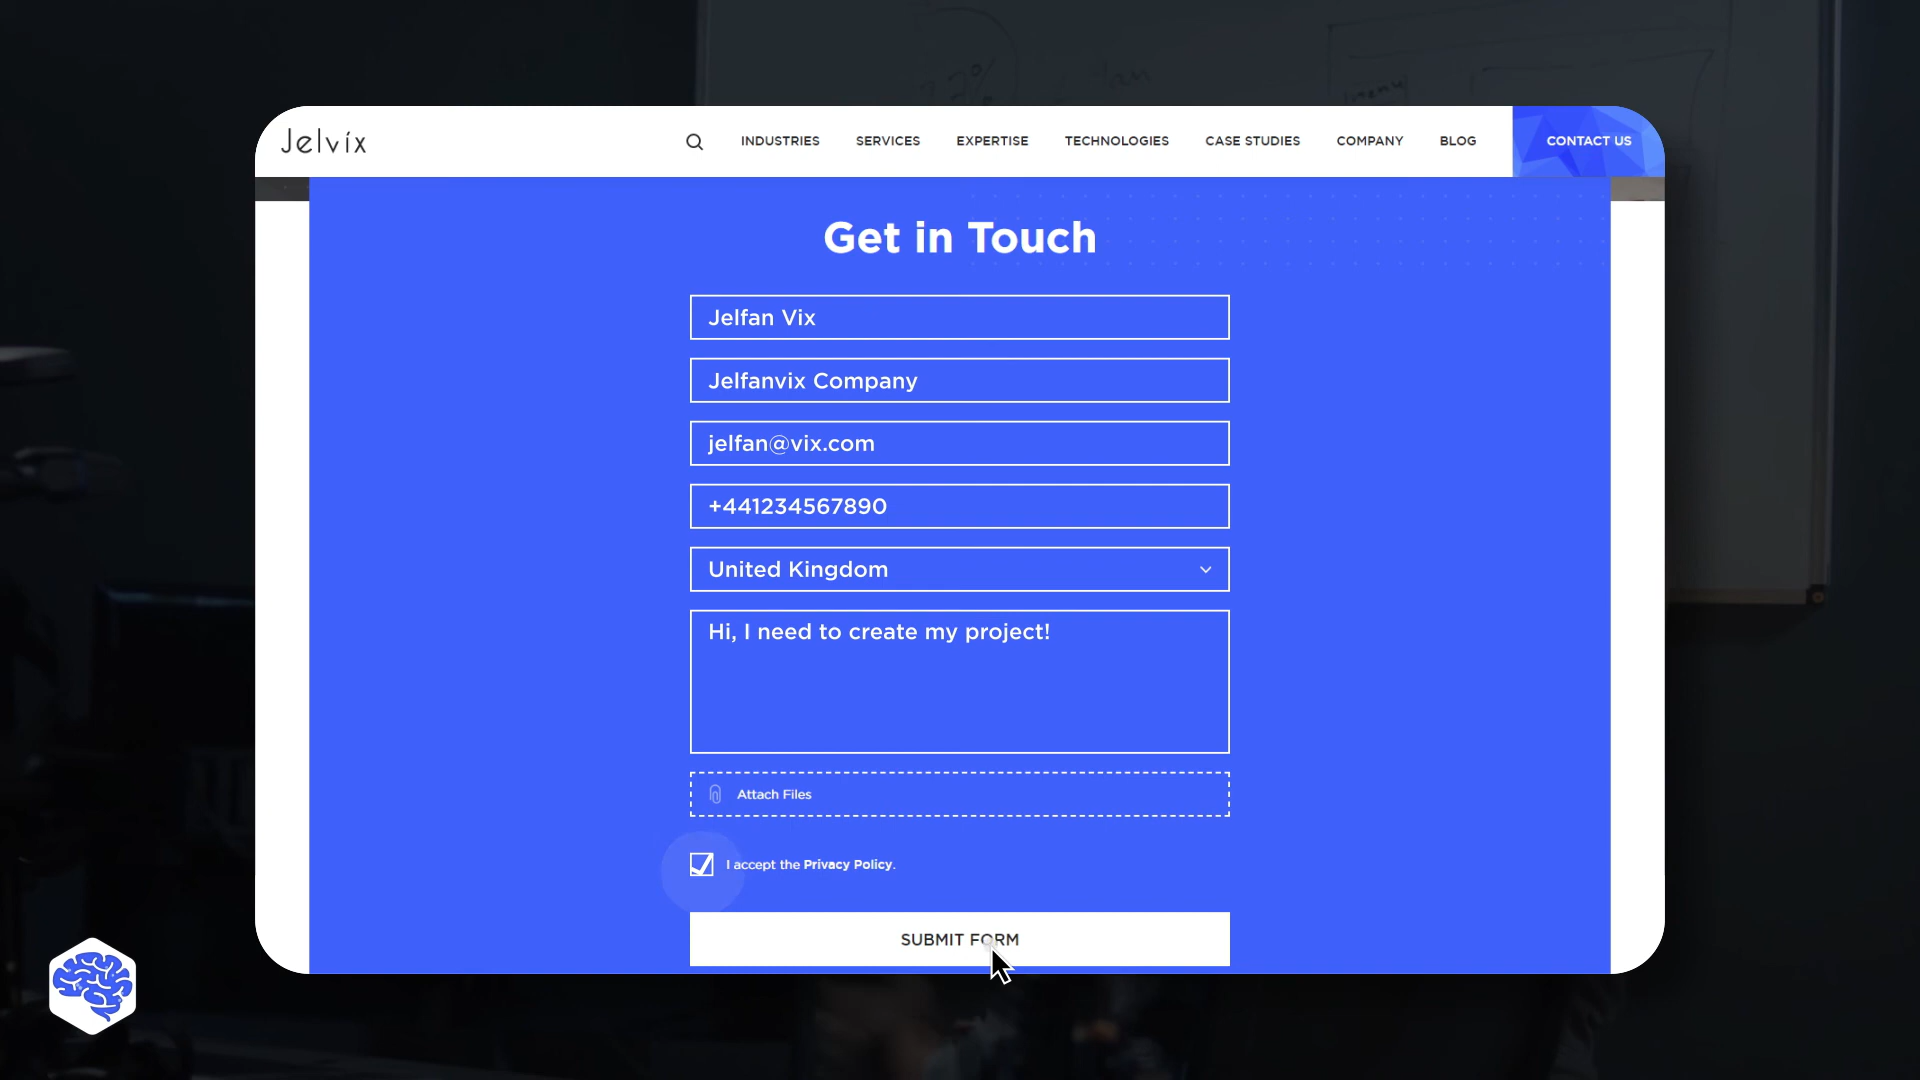 Jelvix
INDUSTRIES
SERVICES
EXPERTISE
TECHNOLOGIES
CASE STUDIES
COMPANY
BLOG
CONTACT US
Get in Touch
Jelfan Vix
Jelfanvix Company
jelfan@vix.com
+441234567890
United Kingdom
Hi, I need to create my project!
Attach Files
I accept the Privacy Policy.
SUBMIT FORM